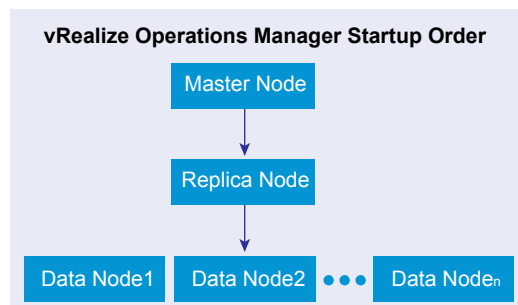 vRealize Operations Manager Startup Order
Master Node
Replica Node
Data Node1 Data Node2 Data Noden